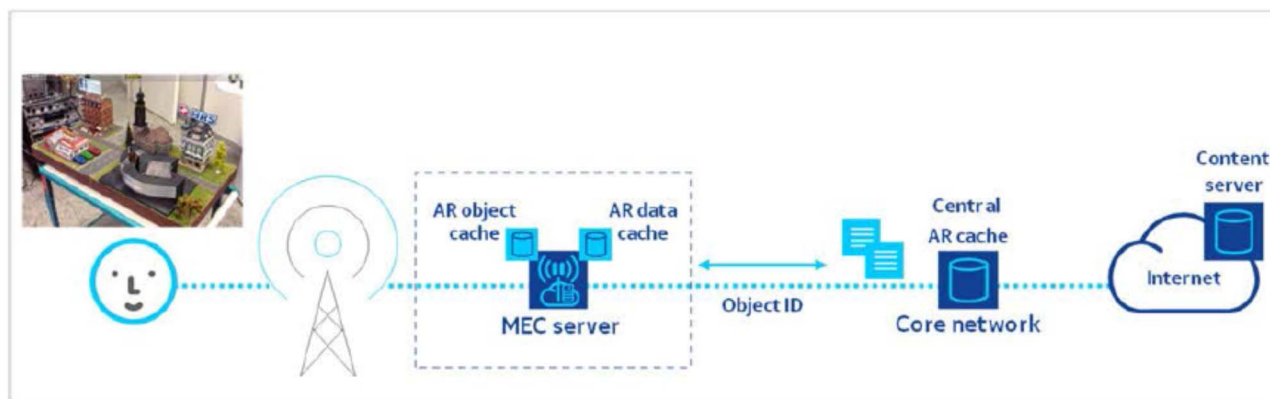 AR object
cache
AR data
cache
MEC server
Object ID
Central
AR cache
Core network
Content
server
Internet